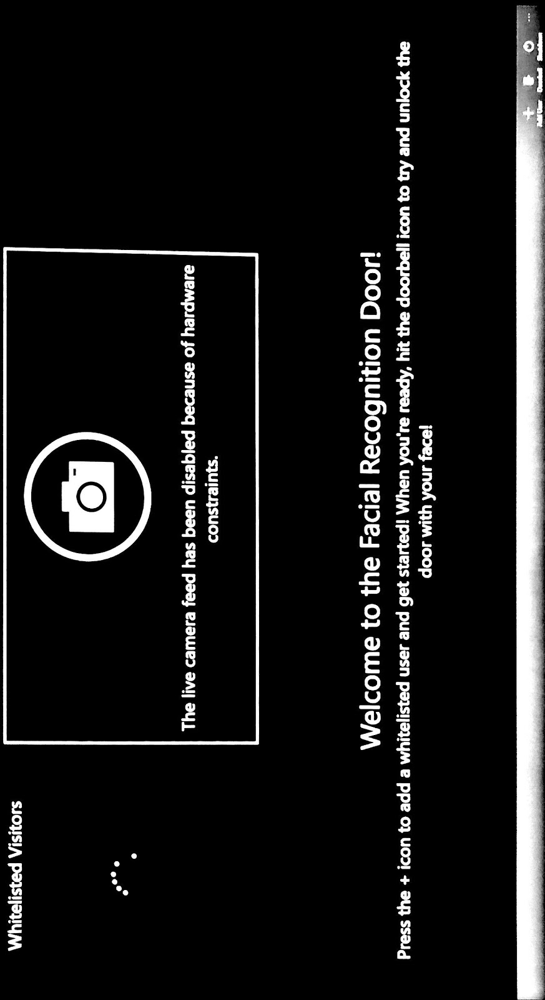 Whitelisted Visitors
The live camera feed has been disabled because of hardware
constraints.
Welcome to the Facial Recognition Door!
Press the + icon to add a whitelisted user and get started! When you're ready, hit the doorbell icon to try and unlock the
door with your face!
Add User